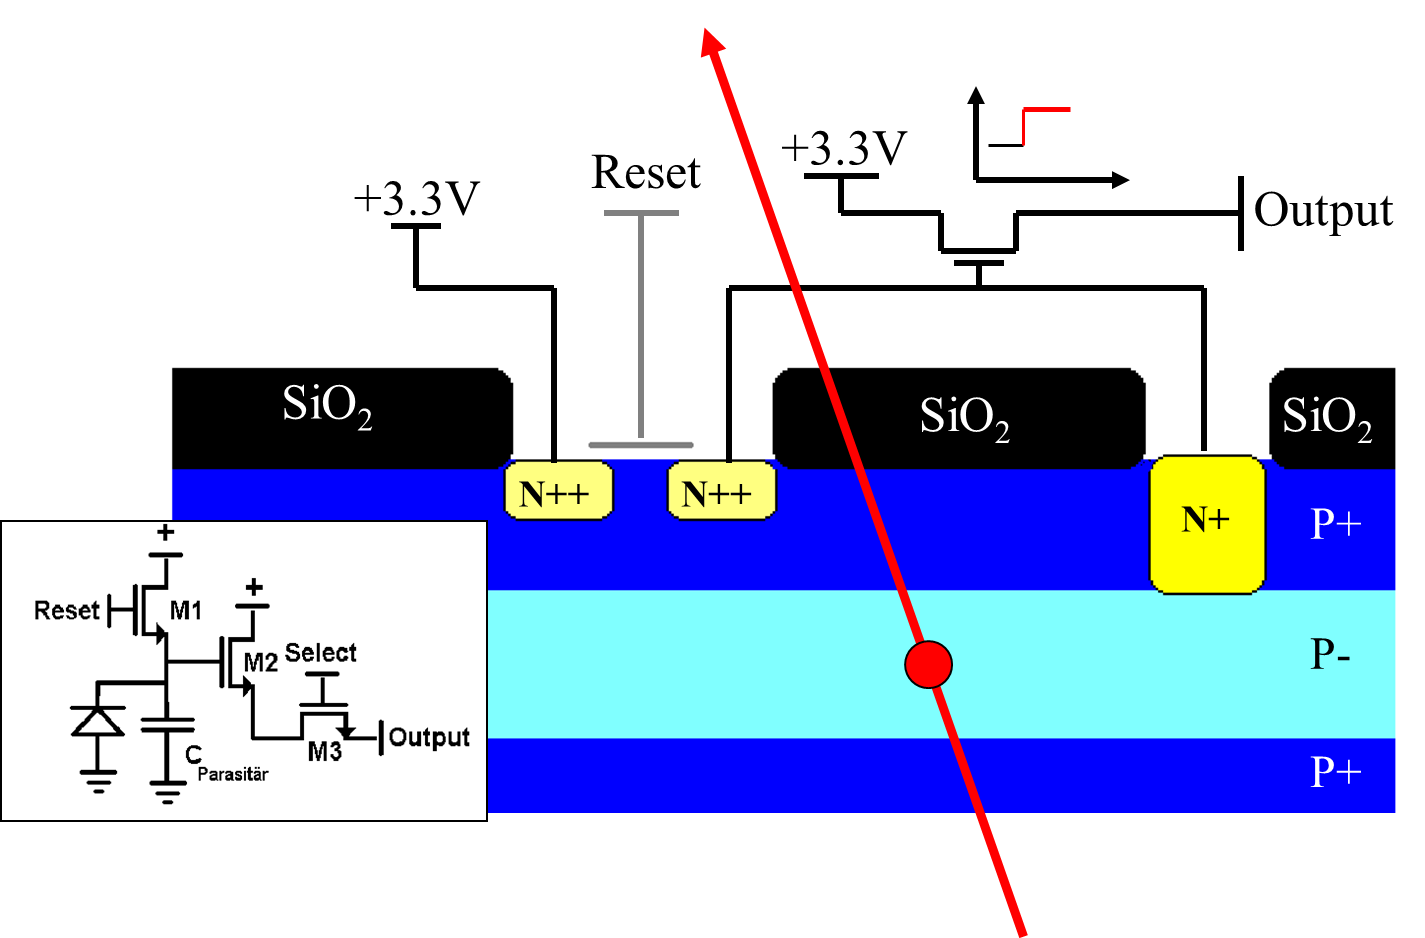 +3.3V
Reset
+3.3V
Output
SiO2
SiO2
SiO2
N++
N++
N+
P+
P-
P+
+
Reset
M1
+
M2
Select
M3
Output
C Parasitär